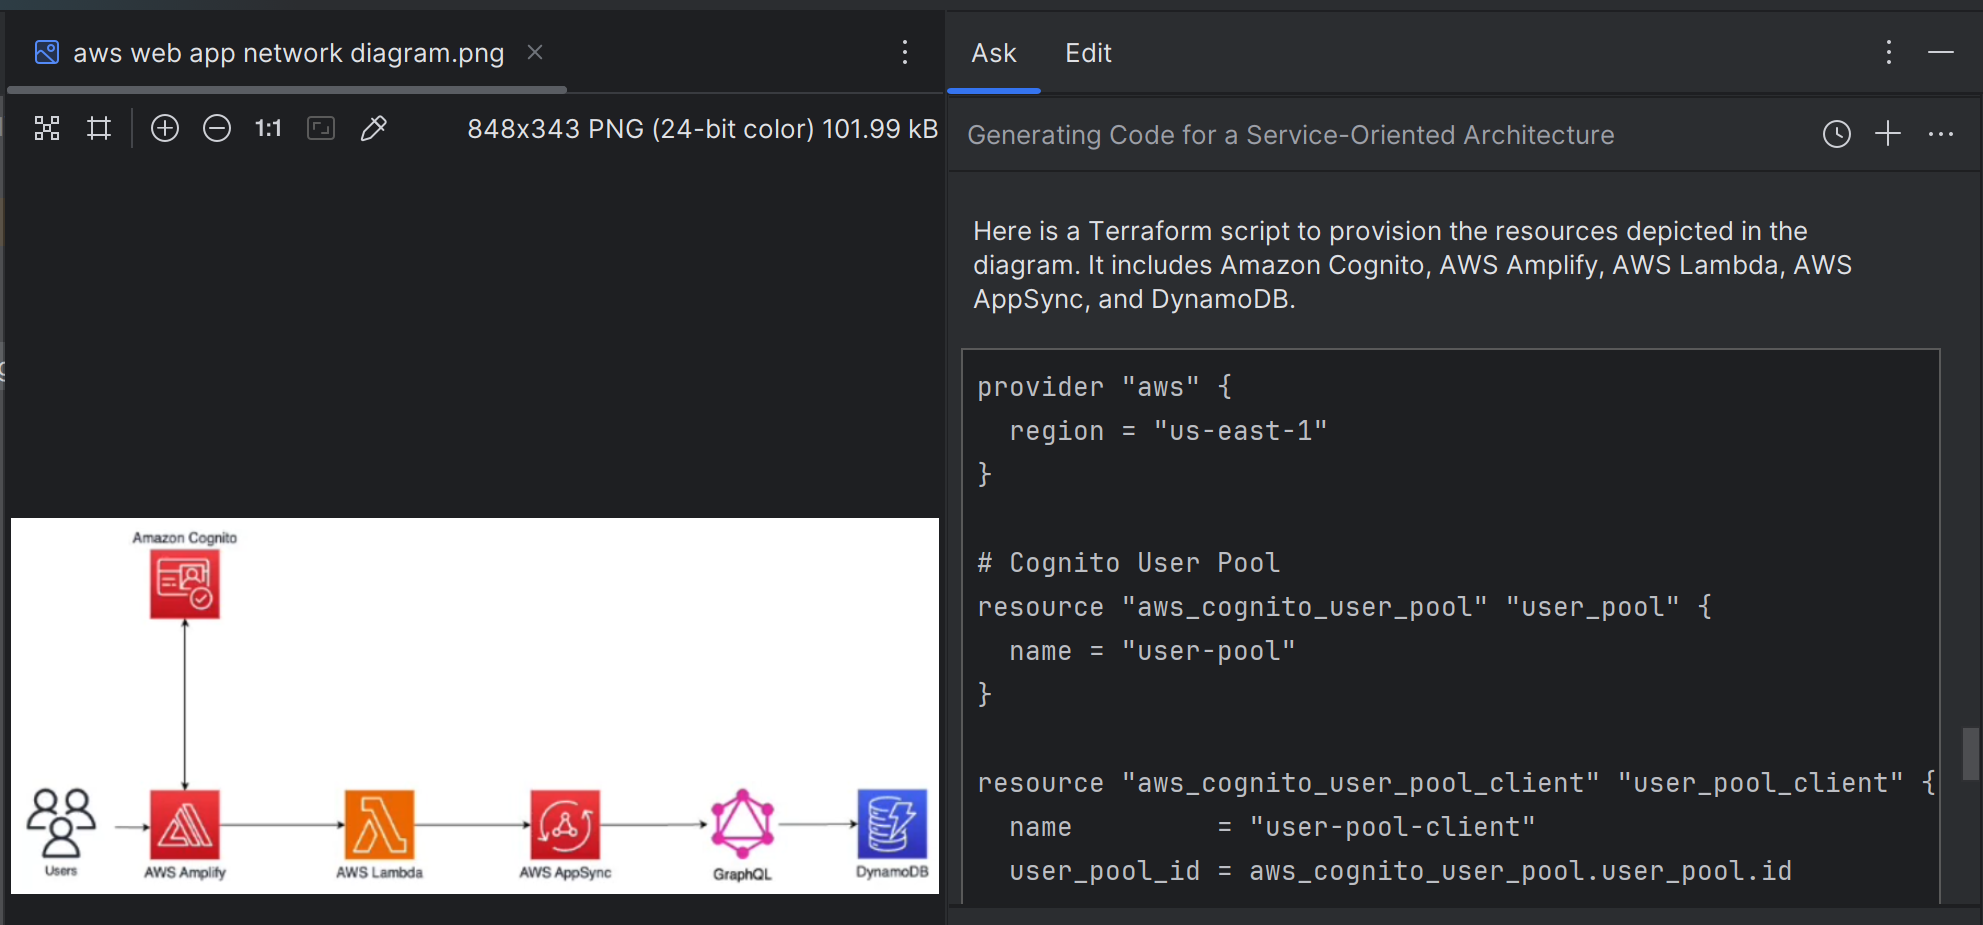 aws web app network diagram.png
1:1
848x343 PNG (24-bit color) 101.99 kB
Amazon Cognito
Users
AWS Amplify
AWS Lambda
AWS AppSync
GraphQL
DynamoDB
Ask Edit
Generating Code for a Service-Oriented Architecture
Here is a Terraform script to provision the resources depicted in the
diagram. It includes Amazon Cognito, AWS Amplify, AWS Lambda, AWS
AppSync, and DynamoDB.
provider "aws" {
  region = "us-east-1"
}
# Cognito User Pool
resource "aws_cognito_user_pool" "user_pool" {
  name = "user-pool"
}
resource "aws_cognito_user_pool_client" "user_pool_client" {
  name         = "user-pool-client"
  user_pool_id = aws_cognito_user_pool.user_pool.id